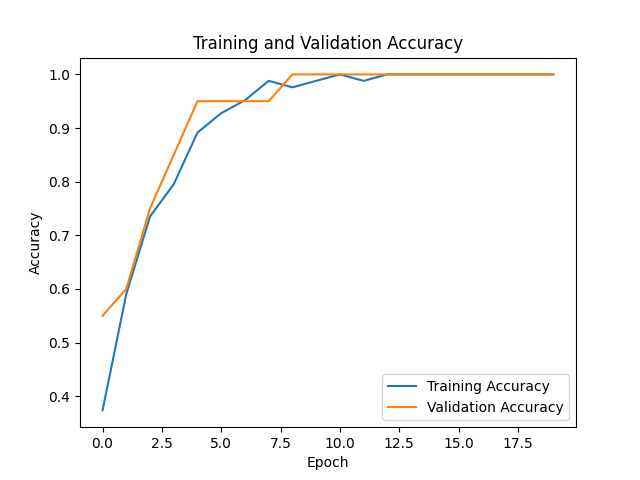 Training and Validation Accuracy
1.0
0.9
0.8
0.7
0.6
0.5
0.4
Accuracy
Training Accuracy
Validation Accuracy
0.0 2.5 5.0 7.5 10.0 12.5 15.0 17.5
Epoch